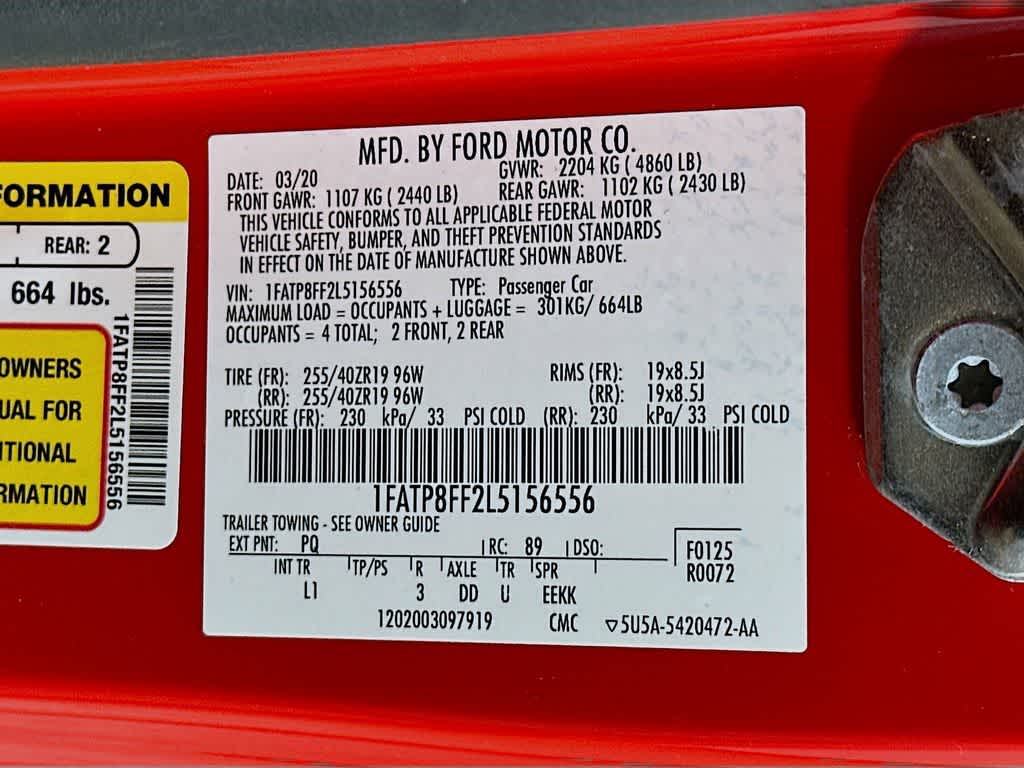 FORMATION
REAR: 2
664 lbs.
OWNERS
UAL FOR
ITIONAL
RMATION
1FATP8FF2L5156556
MFD. BY FORD MOTOR CO.
DATE: 03/20 GVWR: 2204 KG ( 4860 LB)
FRONT GAWR: 1107 KG ( 2440 LB) REAR GAWR: 1102 KG ( 2430 LB)
THIS VEHICLE CONFORMS TO ALL APPLICABLE FEDERAL MOTOR
VEHICLE SAFETY, BUMPER, AND THEFT PREVENTION STANDARDS
IN EFFECT ON THE DATE OF MANUFACTURE SHOWN ABOVE.
VIN: 1FATP8FF2L5156556 TYPE: Passenger Car
MAXIMUM LOAD = OCCUPANTS + LUGGAGE = 301KG/ 664LB
OCCUPANTS = 4 TOTAL; 2 FRONT, 2 REAR
TIRE (FR): 255/40ZR19 96W RIMS (FR): 19x8.5J
(RR): 255/40ZR19 96W (RR): 19x8.5J
PRESSURE (FR): 230 kPa/ 33 PSI COLD (RR): 230 kPa/ 33 PSI COLD
1FATP8FF2L5156556
TRAILER TOWING - SEE OWNER GUIDE
EXT PNT: PQ RC: 89 DSO: F0125
INT TR TP/PS R AXLE TR SPR R0072
L1 3 DD U EEKK
1202003097919 CMC ▽5U5A-5420472-AA